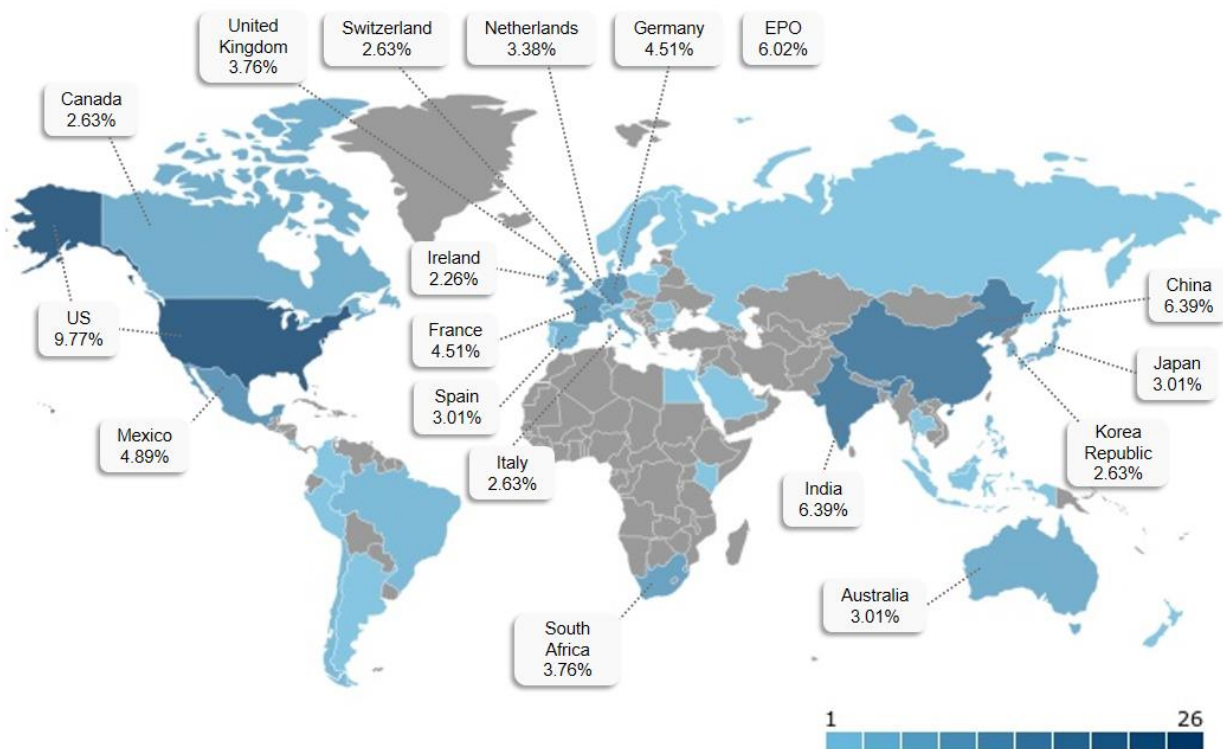 United
Kingdom
3.76%
Switzerland
2.63%
Netherlands
3.38%
Germany
4.51%
EPO
6.02%
Canada
2.63%
Ireland
2.26%
China
6.39%
US
9.77%
France
4.51%
Japan
3.01%
Spain
3.01%
Mexico
4.89%
Italy
2.63%
India
6.39%
Korea
Republic
2.63%
Australia
3.01%
South
Africa
3.76%
1
26